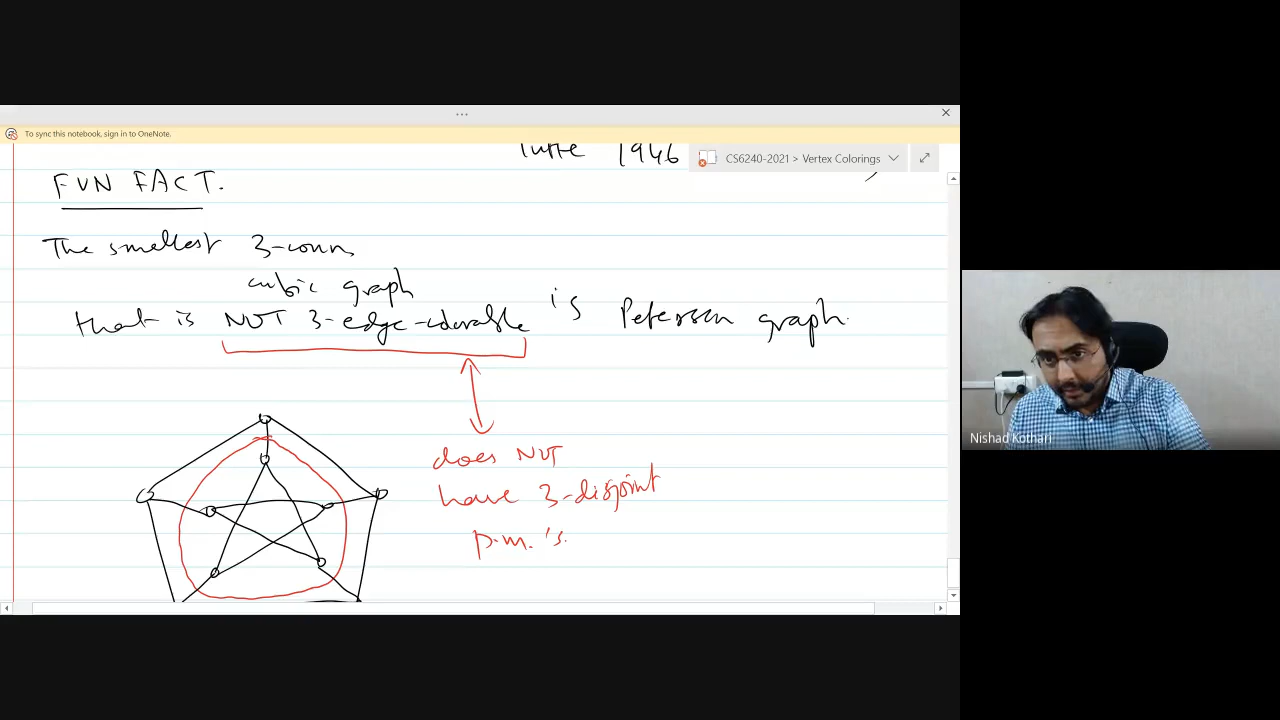 ...
To sync this notebook, sign in to OneNote.
Tutte 1946
CS6240-2021 > Vertex Colorings
FUN FACT.
The smallest 3-conn
cubic graph
that is NOT 3-edge-colorable is Petersen graph.
does NOT
have 3-disjoint
p.m.'s.
Nishad Kothari